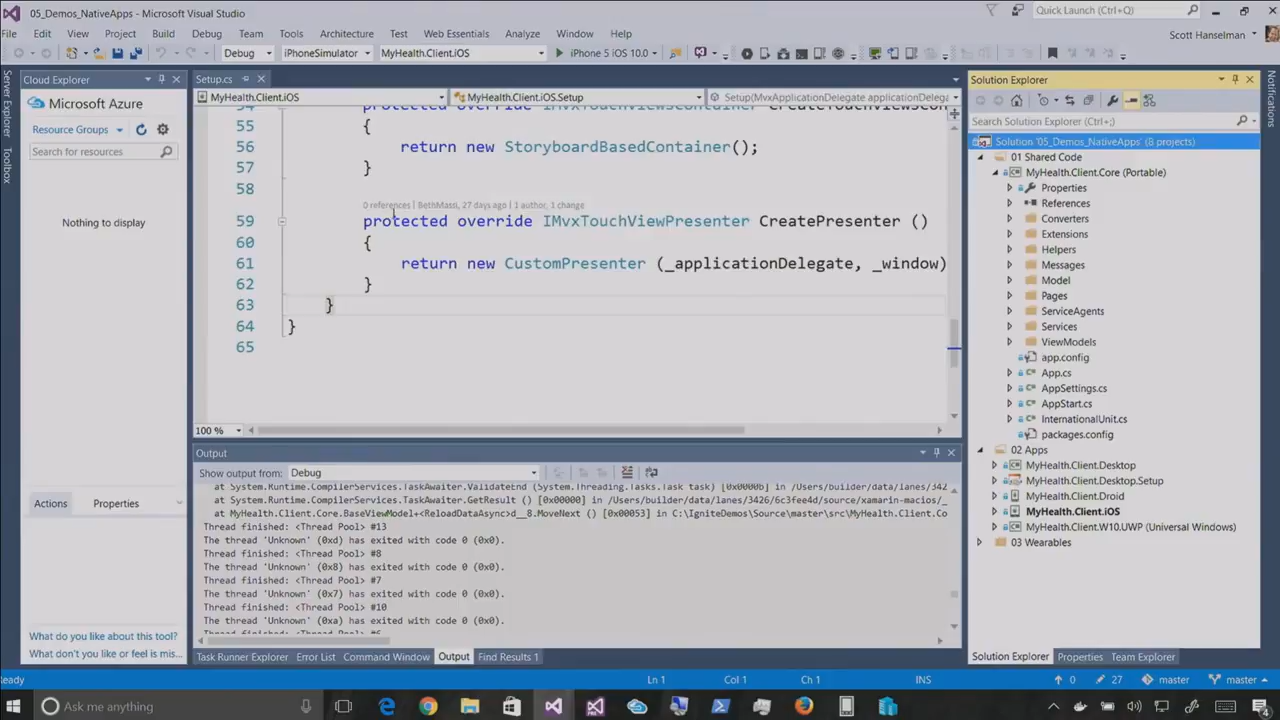 05_Demos_NativeApps - Microsoft Visual Studio
Quick Launch (Ctrl+Q)
File Edit View Project Build Debug Team Tools Architecture Test Web Essentials Analyze Window Help
Scott Hanselman
Debug iPhoneSimulator MyHealth.Client.iOS iPhone 5 iOS 10.0
Server Explorer
Toolbox
Cloud Explorer
Microsoft Azure
Resource Groups
Search for resources
Nothing to display
Actions Properties
What do you like about this tool?
What don't you like or feel is mis...
Setup.cs
MyHealth.Client.iOS MyHealth.Client.iOS.Setup Setup(MvxApplicationDelegate applicationDelega
54 protected override IMvxTouchViewsContainer
55 {
56 return new StoryboardBasedContainer();
57 }
58
0 references | BethMassi, 27 days ago | 1 author, 1 change
59 protected override IMvxTouchViewPresenter CreatePresenter ()
60 {
61 return new CustomPresenter (_applicationDelegate, _window)
62 }
63 }
64 }
65
100 %
Output
Show output from: Debug
at System.Runtime.CompilerServices.TaskAwaiter.ValidateEnd (System.Threading.Tasks.Task task) [0x00006] in /Users/builder/data/lanes/342
at System.Runtime.CompilerServices.TaskAwaiter.GetResult () [0x00000] in /Users/builder/data/lanes/3426/6c3fee4d/source/xamarin-macios/_
at MyHealth.Client.Core.BaseViewModel+<ReloadDataAsync>d__8.MoveNext () [0x00053] in C:\IgniteDemos\Source\master\src\MyHealth.Client.Co
Thread finished: <Thread Pool> #13
The thread 'Unknown' (0xd) has exited with code 0 (0x0).
Thread finished: <Thread Pool> #8
The thread 'Unknown' (0x8) has exited with code 0 (0x0).
Thread finished: <Thread Pool> #7
The thread 'Unknown' (0x7) has exited with code 0 (0x0).
Thread finished: <Thread Pool> #10
The thread 'Unknown' (0xa) has exited with code 0 (0x0).
Thread finished: <Thread Pool> #6
Task Runner Explorer Error List Command Window Output Find Results 1
Solution Explorer
Search Solution Explorer (Ctrl+;)
Solution '05_Demos_NativeApps' (8 projects)
01 Shared Code
MyHealth.Client.Core (Portable)
Properties
References
Converters
Extensions
Helpers
Messages
Model
Pages
ServiceAgents
Services
ViewModels
app.config
App.cs
AppSettings.cs
AppStart.cs
InternationalUnit.cs
packages.config
02 Apps
MyHealth.Client.Desktop
MyHealth.Client.Desktop.Setup
MyHealth.Client.Droid
MyHealth.Client.iOS
MyHealth.Client.W10.UWP (Universal Windows)
03 Wearables
Solution Explorer Properties Team Explorer
Notifications
Ready Ln 1 Col 1 Ch 1 INS 0 27 master master
Ask me anything